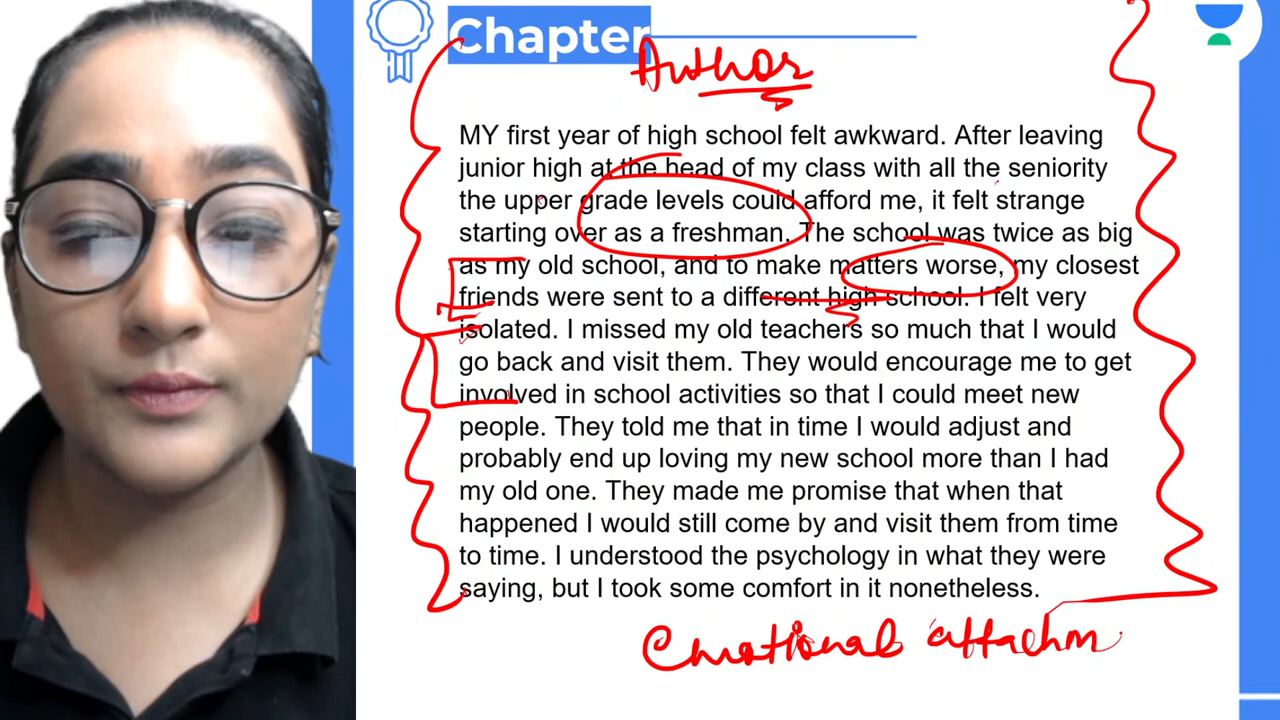 Chapter
Author
MY first year of high school felt awkward. After leaving
junior high at the head of my class with all the seniority
the upper grade levels could afford me, it felt strange
starting over as a freshman. The school was twice as big
as my old school, and to make matters worse, my closest
friends were sent to a different high school. I felt very
isolated. I missed my old teachers so much that I would
go back and visit them. They would encourage me to get
involved in school activities so that I could meet new
people. They told me that in time I would adjust and
probably end up loving my new school more than I had
my old one. They made me promise that when that
happened I would still come by and visit them from time
to time. I understood the psychology in what they were
saying, but I took some comfort in it nonetheless.
Emotional attachm